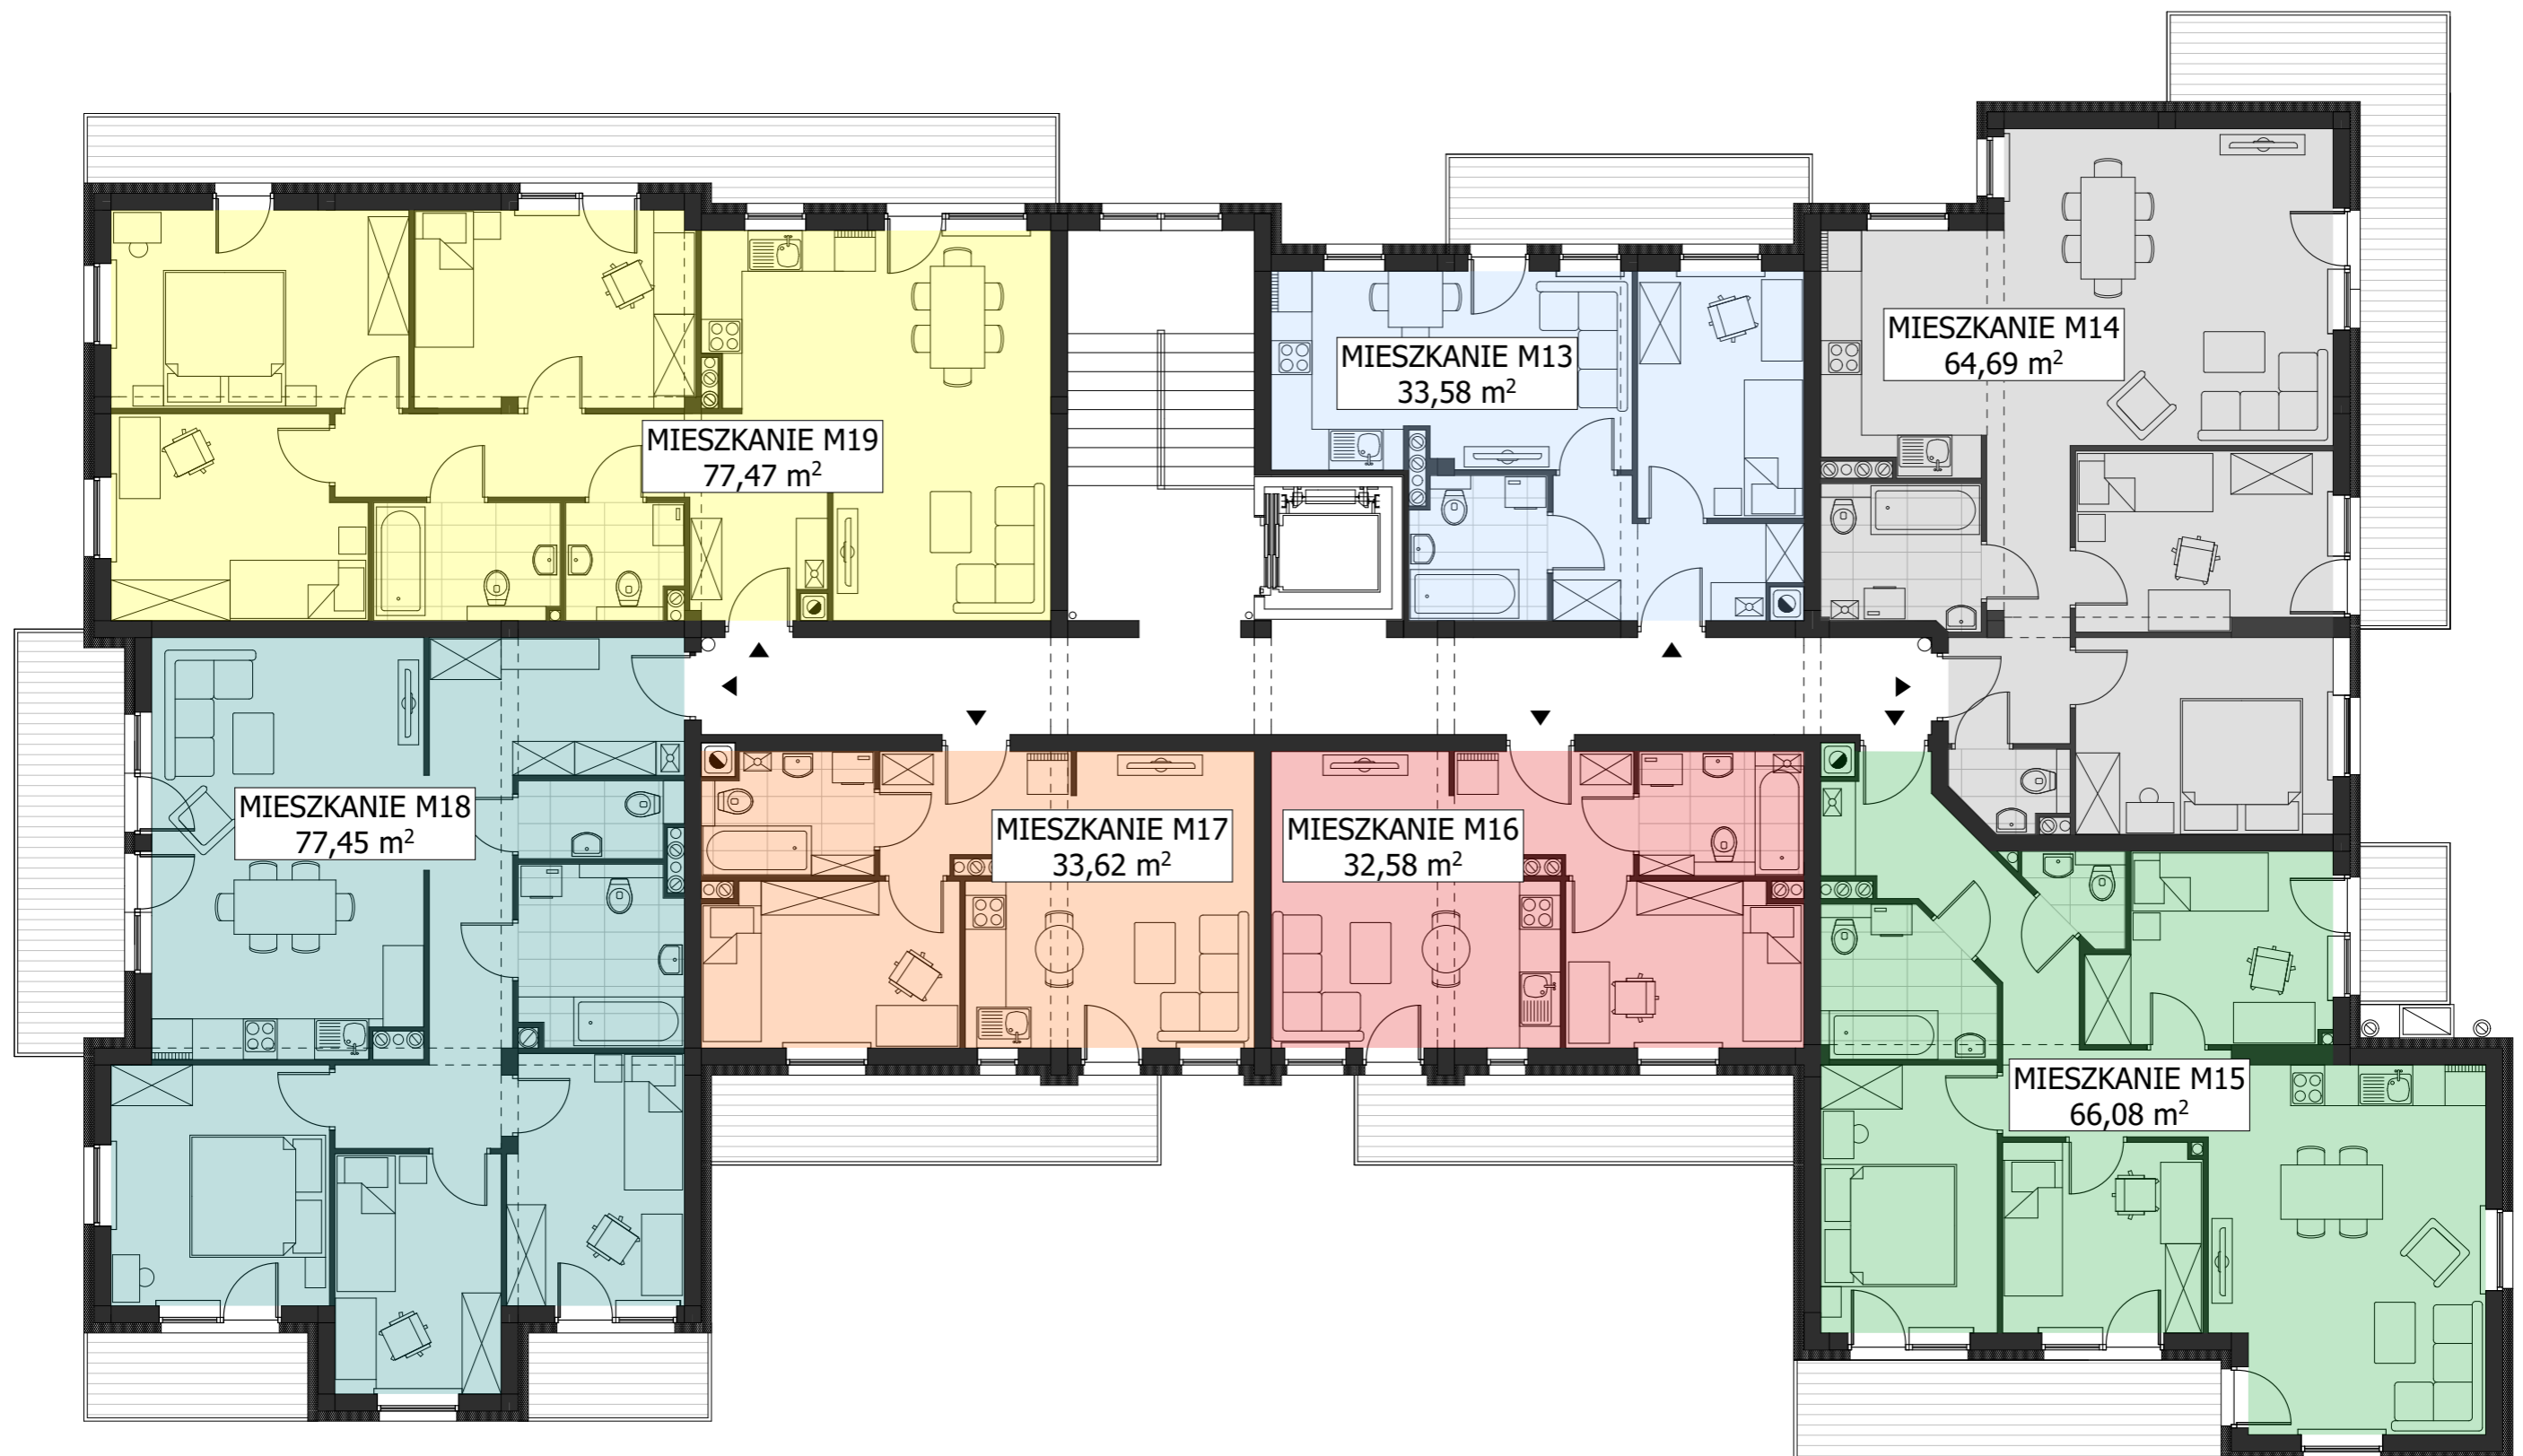 MIESZKANIE M14
64,69 m²
MIESZKANIE M13
33,58 m²
MIESZKANIE M19
77,47 m²
MIESZKANIE M18
77,45 m²
MIESZKANIE M17
33,62 m²
MIESZKANIE M16
32,58 m²
MIESZKANIE M15
66,08 m²